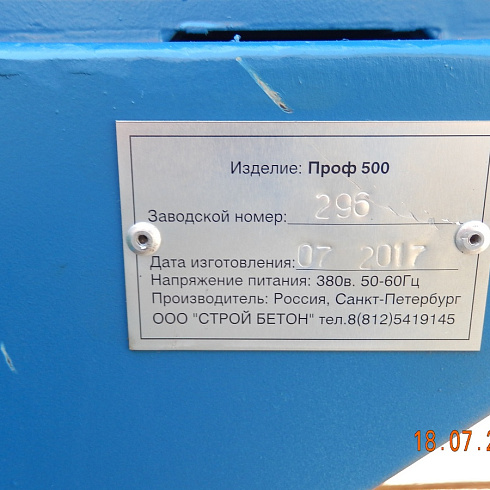 Изделие: Проф 500
Заводской номер: 296
Дата изготовления: 07 2017
Напряжение питания: 380в. 50-60Гц
Производитель: Россия, Санкт-Петербург
ООО "СТРОЙ БЕТОН" тел.8(812)5419145
18.07.2